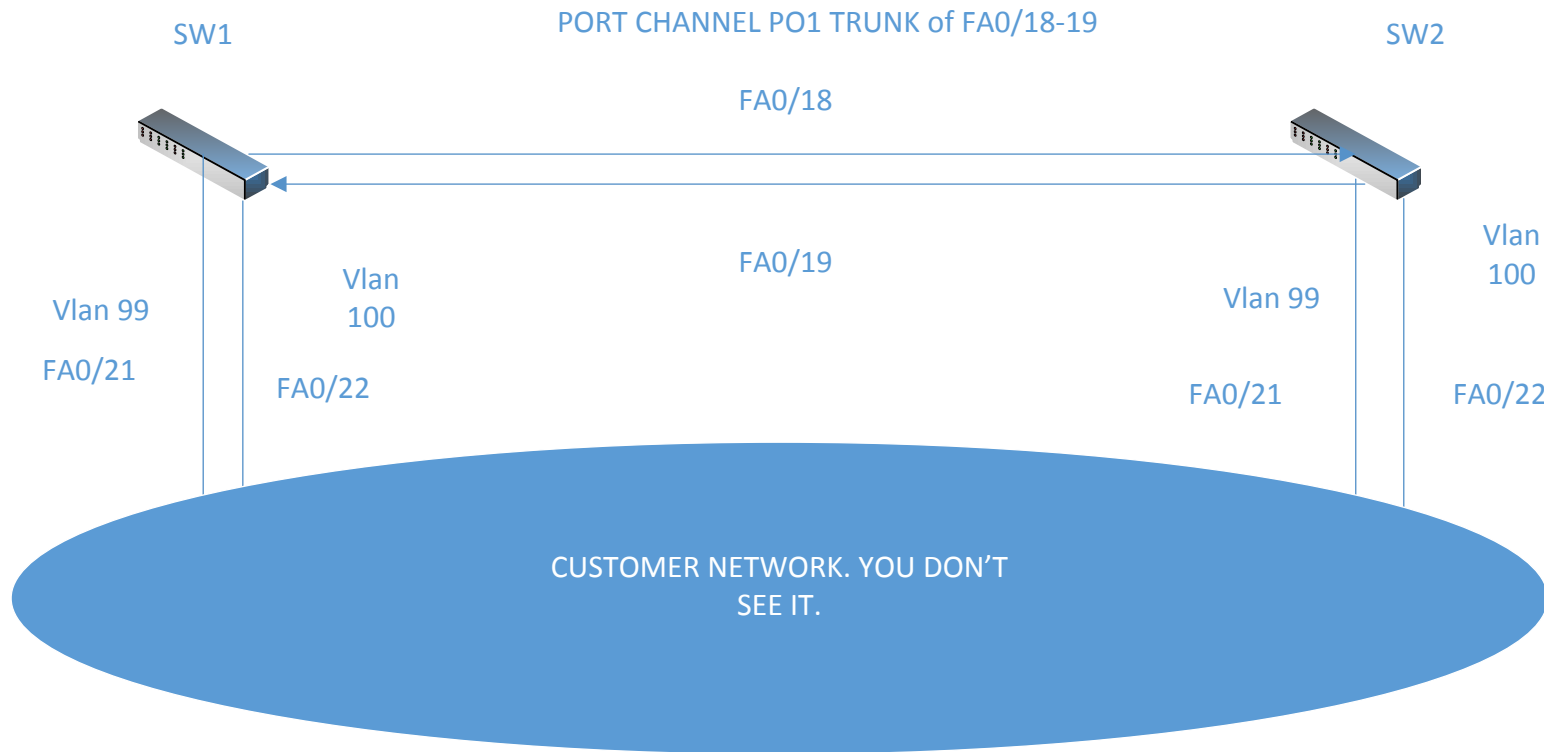 PORT CHANNEL PO1 TRUNK of FA0/18-19
SW1
SW2
FA0/18
FA0/19
Vlan 99
Vlan
100
FA0/21
FA0/22
Vlan 99
Vlan
100
FA0/21
FA0/22
CUSTOMER NETWORK. YOU DON’T
SEE IT.